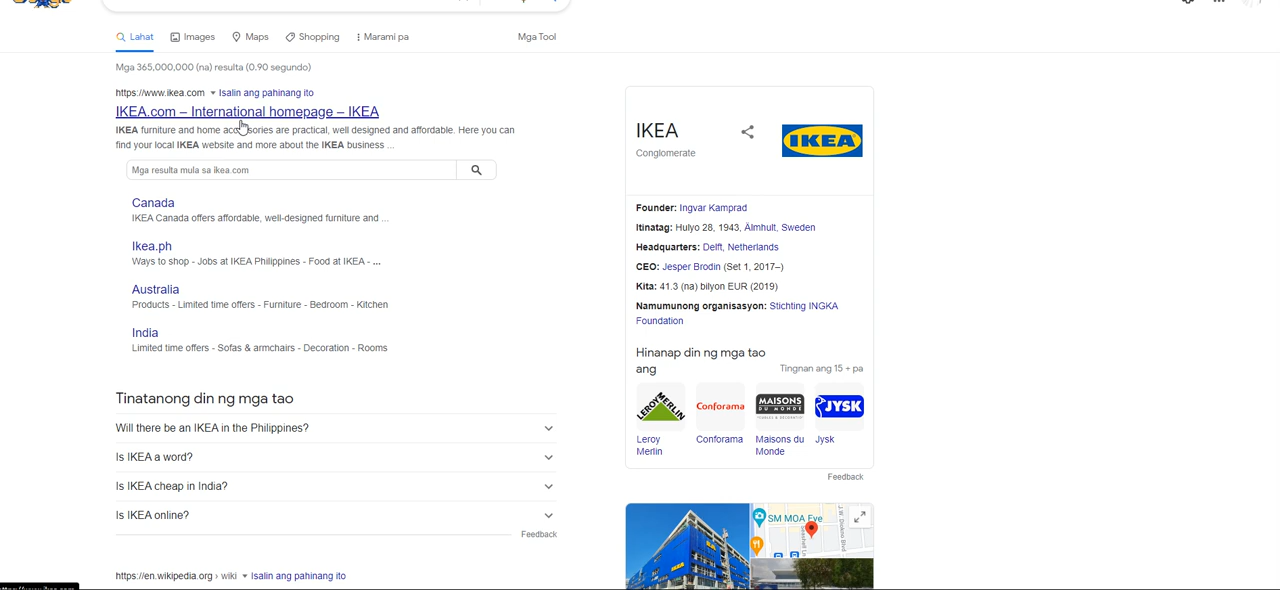 Lahat
Images
Maps
Shopping
Marami pa
Mga Tool
Mga 365,000,000 (na) resulta (0.90 segundo)
https://www.ikea.com Isalin ang pahinang ito
IKEA.com – International homepage – IKEA
IKEA furniture and home accessories are practical, well designed and affordable. Here you can
find your local IKEA website and more about the IKEA business ...
Mga resulta mula sa ikea.com
Canada
IKEA Canada offers affordable, well-designed furniture and ...
Ikea.ph
Ways to shop - Jobs at IKEA Philippines - Food at IKEA - ...
Australia
Products - Limited time offers - Furniture - Bedroom - Kitchen
India
Limited time offers - Sofas & armchairs - Decoration - Rooms
Tinatanong din ng mga tao
Will there be an IKEA in the Philippines?
Is IKEA a word?
Is IKEA cheap in India?
Is IKEA online?
Feedback
https://en.wikipedia.org › wiki Isalin ang pahinang ito
IKEA
Conglomerate
IKEA
Founder: Ingvar Kamprad
Itinatag: Hulyo 28, 1943, Älmhult, Sweden
Headquarters: Delft, Netherlands
CEO: Jesper Brodin (Set 1, 2017–)
Kita: 41.3 (na) bilyon EUR (2019)
Namumunong organisasyon: Stichting INGKA
Foundation
Hinanap din ng mga tao
ang
Tingnan ang 15 + pa
LEROY MERLIN
Conforama
MAISONS DU MONDE
JYSK
Leroy
Merlin
Conforama
Maisons du
Monde
Jysk
Feedback
IKEA
SM MOA Eye